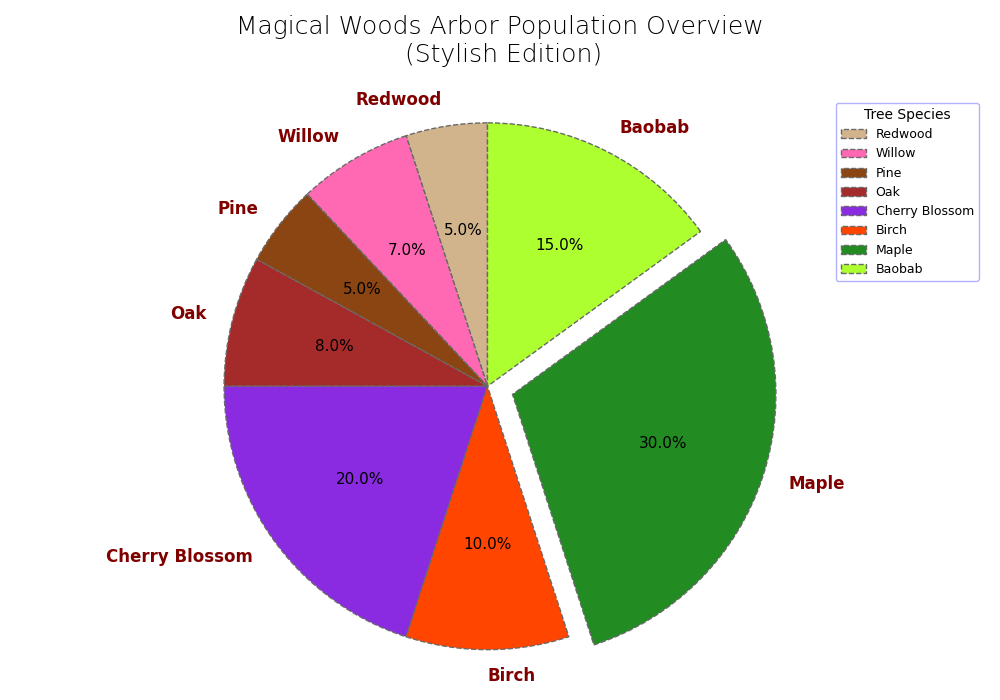 Magical Woods Arbor Population Overview
(Stylish Edition)
Redwood
Willow
Pine
Oak
Cherry Blossom
Birch
Maple
Baobab
5.0%
7.0%
5.0%
8.0%
20.0%
10.0%
30.0%
15.0%
Tree Species
Redwood
Willow
Pine
Oak
Cherry Blossom
Birch
Maple
Baobab